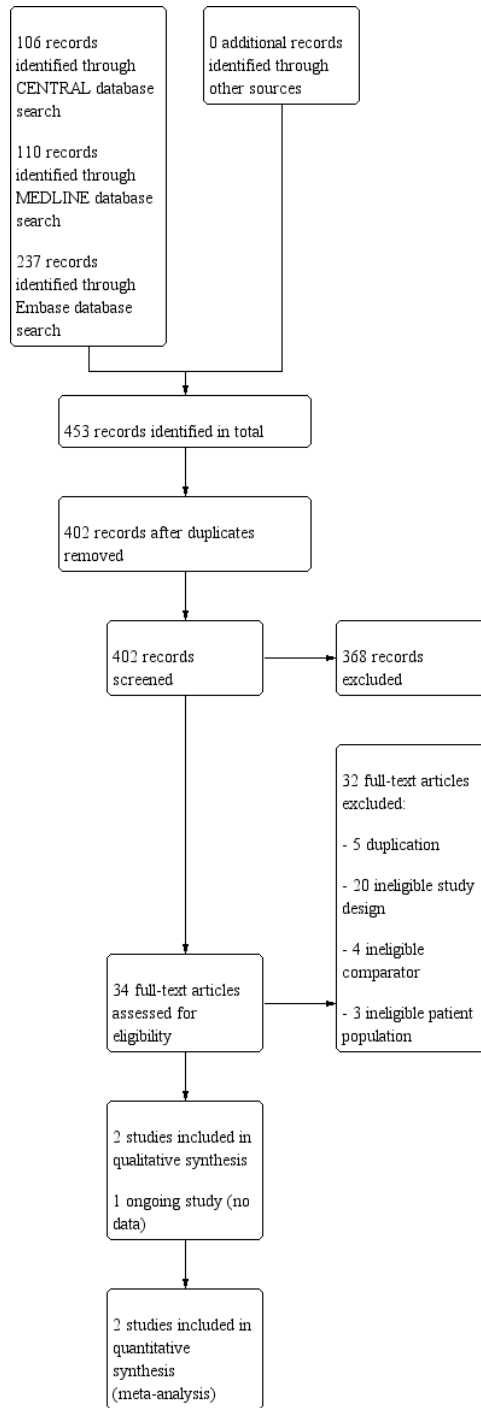 106 records
identified through
CENTRAL database
search
110 records
identified through
MEDLINE database
search
237 records
identified through
Embase database
search
0 additional records
identified through
other sources
453 records identified in total
402 records after duplicates
removed
402 records
screened
368 records
excluded
32 full-text articles
excluded:
- 5 duplication
- 20 ineligible study
design
- 4 ineligible
comparator
- 3 ineligible patient
population
34 full-text articles
assessed for
eligibility
2 studies included in
qualitative synthesis
1 ongoing study (no
data)
2 studies included in
quantitative
synthesis
(meta-analysis)